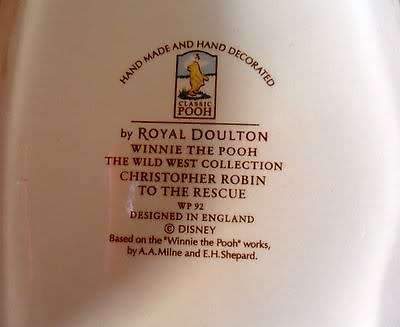 HAND MADE AND HAND DECORATED
CLASSIC
POOH
by ROYAL DOULTON
WINNIE THE POOH
THE WILD WEST COLLECTION
CHRISTOPHER ROBIN
TO THE RESCUE
WP 92
DESIGNED IN ENGLAND
© DISNEY
Based on the "Winnie the Pooh" works,
by A.A. Milne and E.H. Shepard.